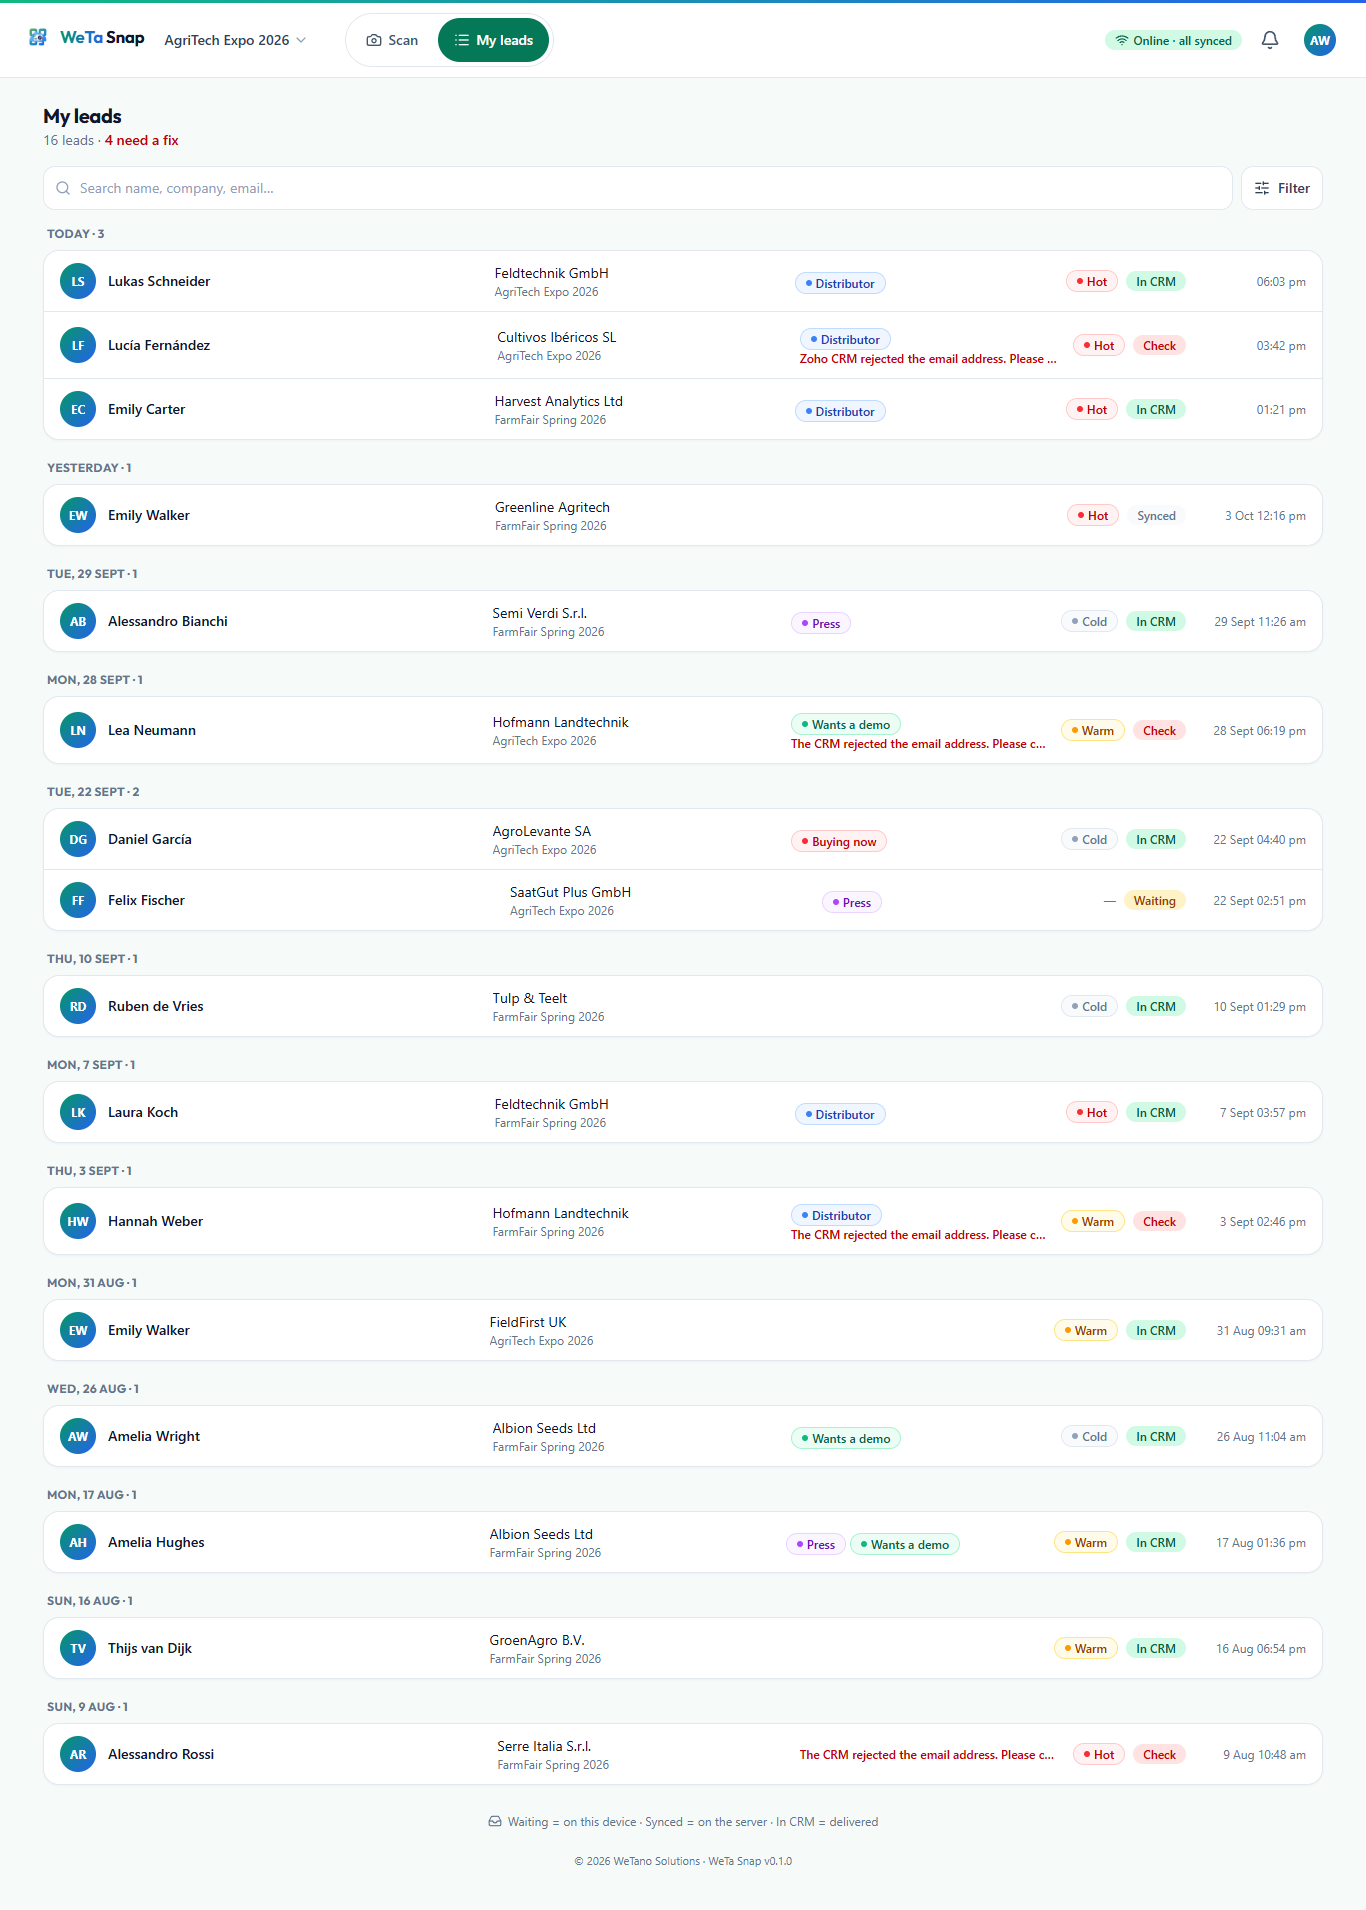 WeTa Snap AgriTech Expo 2026 Scan My leads Online · all synced AW
My leads
16 leads · 4 need a fix
Search name, company, email... Filter
TODAY · 3
LS Lukas Schneider Feldtechnik GmbH Distributor Hot In CRM 06:03 pm
AgriTech Expo 2026
LF Lucía Fernández Cultivos Ibéricos SL Distributor Hot Check 03:42 pm
AgriTech Expo 2026 Zoho CRM rejected the email address. Please ...
EC Emily Carter Harvest Analytics Ltd Distributor Hot In CRM 01:21 pm
FarmFair Spring 2026
YESTERDAY · 1
EW Emily Walker Greenline Agritech Hot Synced 3 Oct 12:16 pm
FarmFair Spring 2026
TUE, 29 SEPT · 1
AB Alessandro Bianchi Semi Verdi S.r.l. Press Cold In CRM 29 Sept 11:26 am
FarmFair Spring 2026
MON, 28 SEPT · 1
LN Lea Neumann Hofmann Landtechnik Wants a demo Warm Check 28 Sept 06:19 pm
AgriTech Expo 2026 The CRM rejected the email address. Please c...
TUE, 22 SEPT · 2
DG Daniel García AgroLevante SA Buying now Cold In CRM 22 Sept 04:40 pm
AgriTech Expo 2026
FF Felix Fischer SaatGut Plus GmbH Press — Waiting 22 Sept 02:51 pm
AgriTech Expo 2026
THU, 10 SEPT · 1
RD Ruben de Vries Tulp & Teelt Cold In CRM 10 Sept 01:29 pm
FarmFair Spring 2026
MON, 7 SEPT · 1
LK Laura Koch Feldtechnik GmbH Distributor Hot In CRM 7 Sept 03:57 pm
FarmFair Spring 2026
THU, 3 SEPT · 1
HW Hannah Weber Hofmann Landtechnik Distributor Warm Check 3 Sept 02:46 pm
FarmFair Spring 2026 The CRM rejected the email address. Please c...
MON, 31 AUG · 1
EW Emily Walker FieldFirst UK Warm In CRM 31 Aug 09:31 am
AgriTech Expo 2026
WED, 26 AUG · 1
AW Amelia Wright Albion Seeds Ltd Wants a demo Cold In CRM 26 Aug 11:04 am
FarmFair Spring 2026
MON, 17 AUG · 1
AH Amelia Hughes Albion Seeds Ltd Press Wants a demo Warm In CRM 17 Aug 01:36 pm
FarmFair Spring 2026
SUN, 16 AUG · 1
TV Thijs van Dijk GroenAgro B.V. Warm In CRM 16 Aug 06:54 pm
FarmFair Spring 2026
SUN, 9 AUG · 1
AR Alessandro Rossi Serre Italia S.r.l. The CRM rejected the email address. Please c... Hot Check 9 Aug 10:48 am
FarmFair Spring 2026
Waiting = on this device · Synced = on the server · In CRM = delivered
© 2026 WeTano Solutions · WeTa Snap v0.1.0